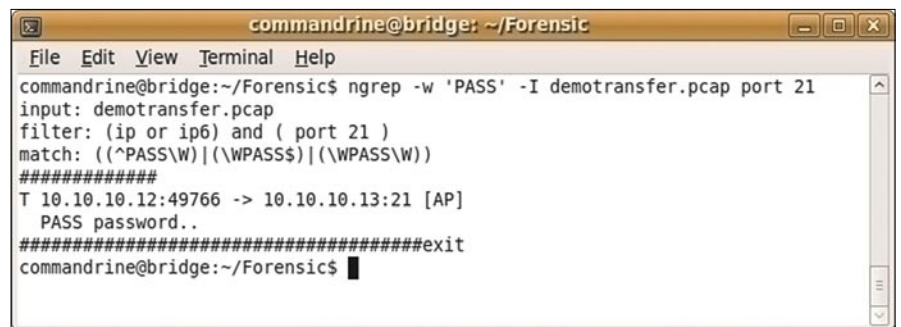 commandrine@bridge: ~/Forensic
File Edit View Terminal Help
commandrine@bridge:~/Forensic$ ngrep -w 'PASS' -I demotransfer.pcap port 21
input: demotransfer.pcap
filter: (ip or ip6) and ( port 21 )
match: ((^PASS\W)|(\WPASS$)|(\WPASS\W))
#############
T 10.10.10.12:49766 -> 10.10.10.13:21 [AP]
  PASS password..
######################################exit
commandrine@bridge:~/Forensic$